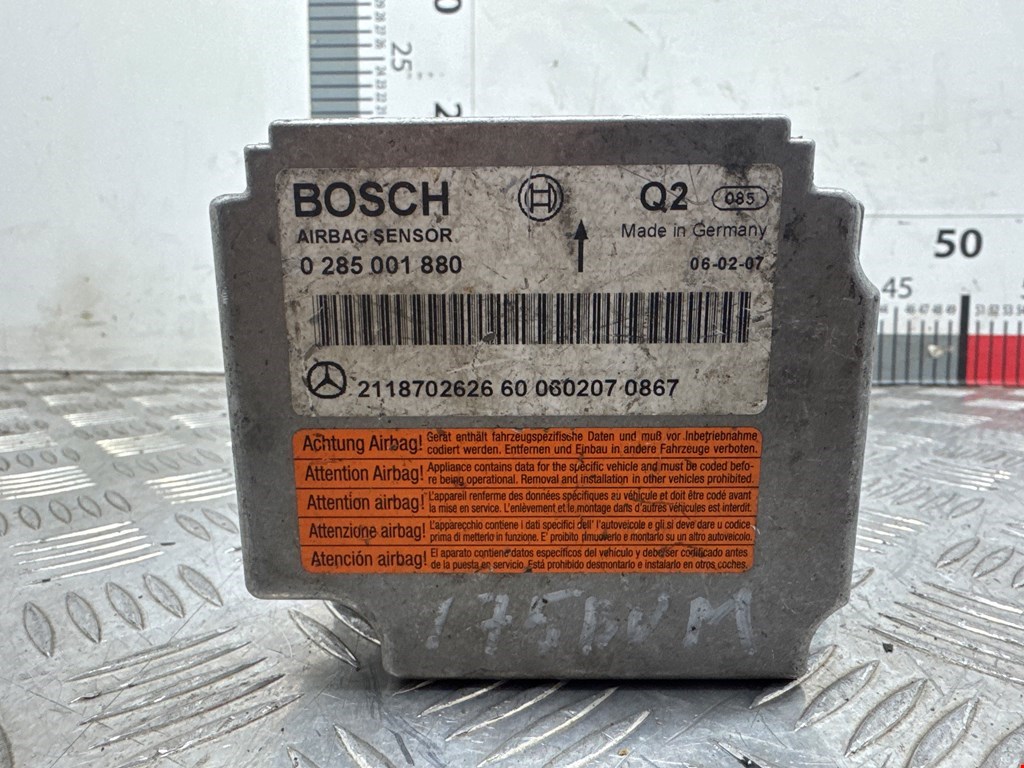 BOSCH
Q2 085
AIRBAG SENSOR
Made in Germany
0 285 001 880
06-02-07
2118702626 60 060207 0867
Achtung Airbag! Gerät enthält fahrzeugspezifische Daten und muß vor Inbetriebnahme
codiert werden. Entfernen und Einbau in andere Fahrzeuge verboten.
Attention Airbag! Appliance contains data for the specific vehicle and must be coded befo-
re being operational. Removal and installation in other vehicles prohibited.
Attention airbag! L'appareil renferme des données spécifiques au véhicule et doit être codé avant
la mise en service. L'enlèvement et le montage dans d'autres véhicules est interdit.
Attenzione airbag! L'apparecchio contiene i dati specifici dell' l'autoveicole e gli si deve dare u codice
prima di metterlo in funzione. E' proibito rimuoverlo e montarlo su un altro autoveicolo.
Atención airbag! El aparato contiene datos específicos del vehículo y debe ser codificado antes
de la puesta en servicio. Está prohibido desmontarlo e instalarlo en otros coches.
25
50
45